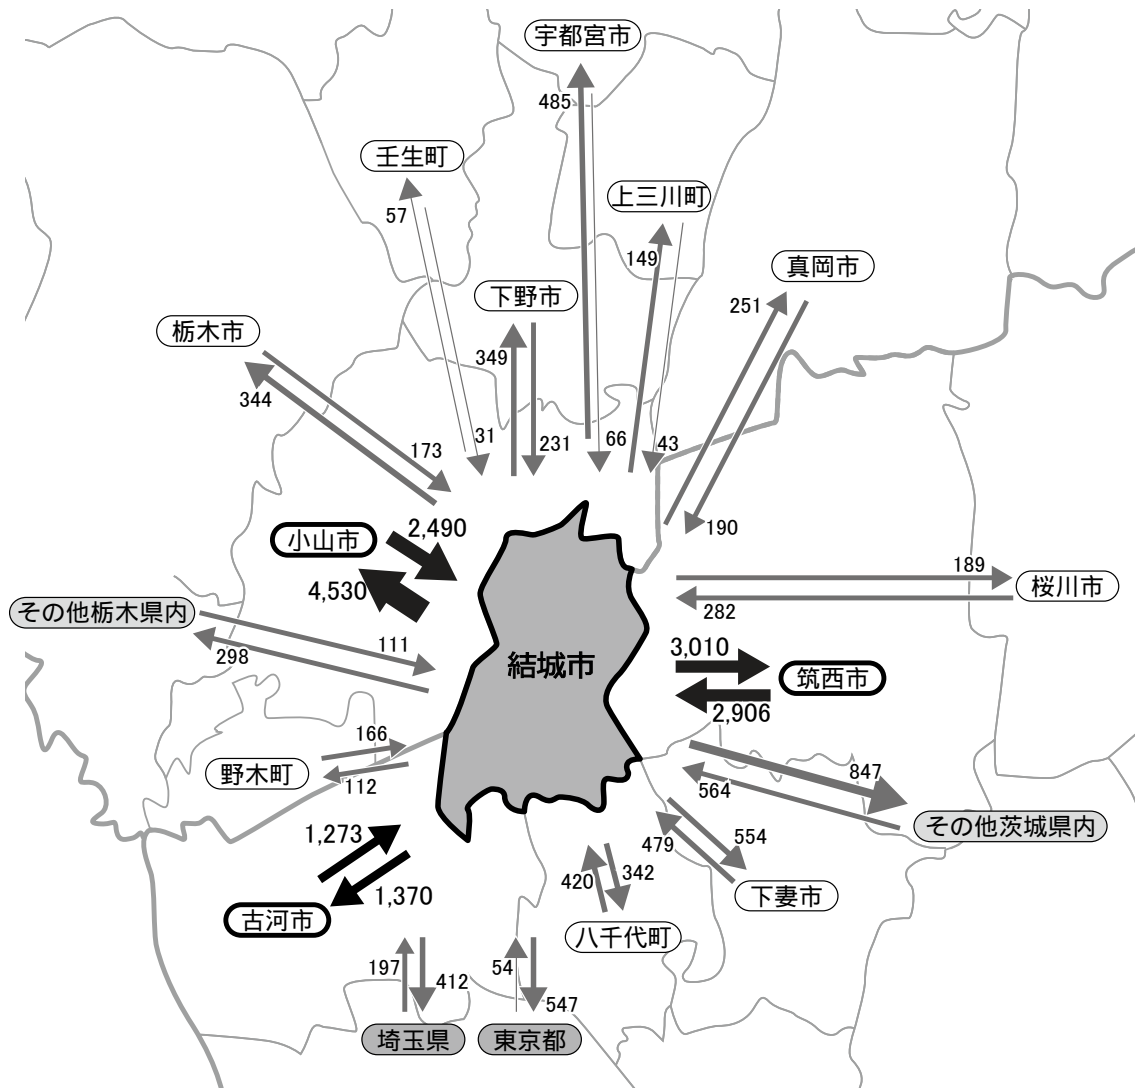 宇都宮市
485
壬生町
57
上三川町
149
真岡市
251
下野市
349
栃木市
344
173
31
231
66
43
190
小山市
2,490
4,530
189
桜川市
282
その他栃木県内
111
298
結城市
3,010
筑西市
2,906
166
野木町
112
847
564
その他茨城県内
1,273
古河市
1,370
554
479
下妻市
342
420
八千代町
197
412
54
547
埼玉県
東京都